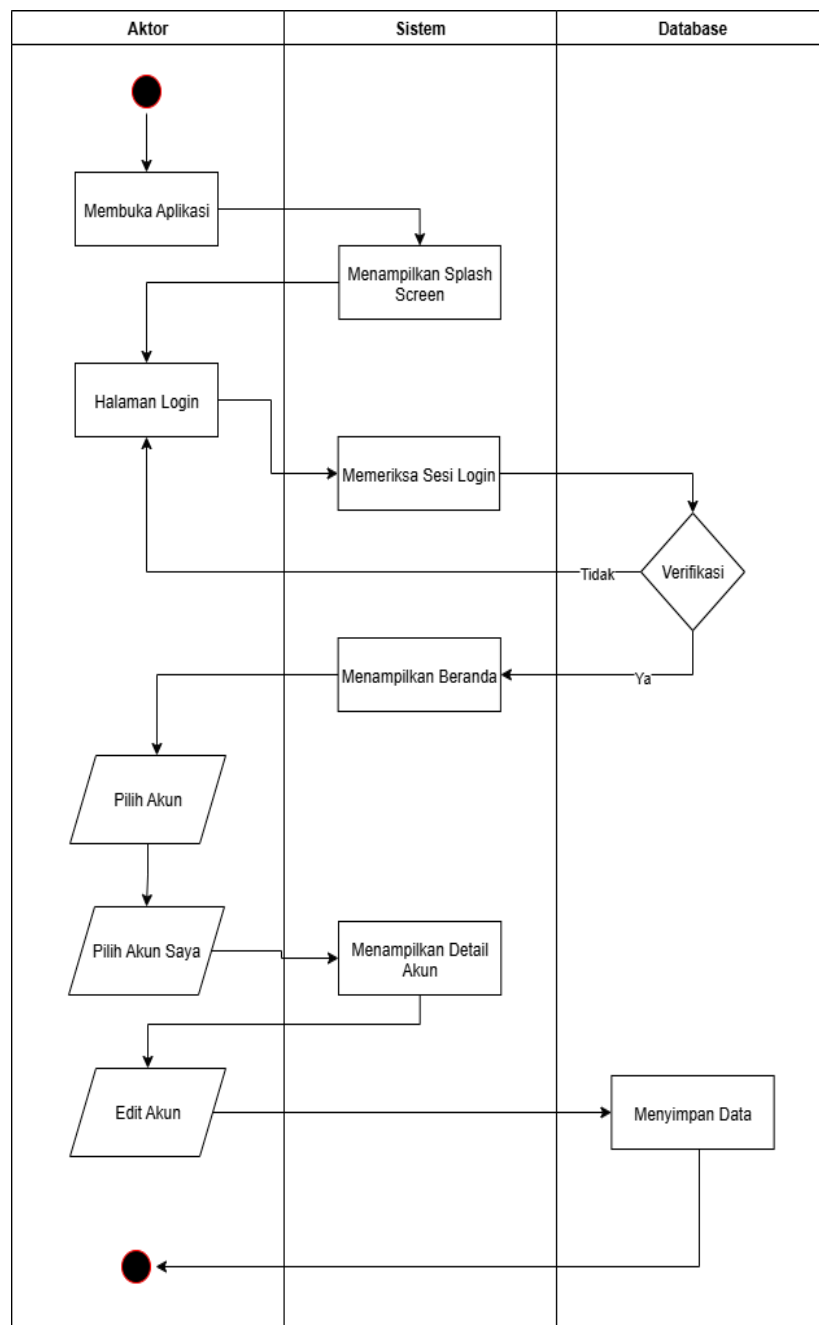 Aktor
Sistem
Database
Membuka Aplikasi
Menampilkan Splash
Screen
Halaman Login
Memeriksa Sesi Login
Verifikasi
Tidak
Menampilkan Beranda
Ya
Pilih Akun
Pilih Akun Saya
Menampilkan Detail
Akun
Edit Akun
Menyimpan Data